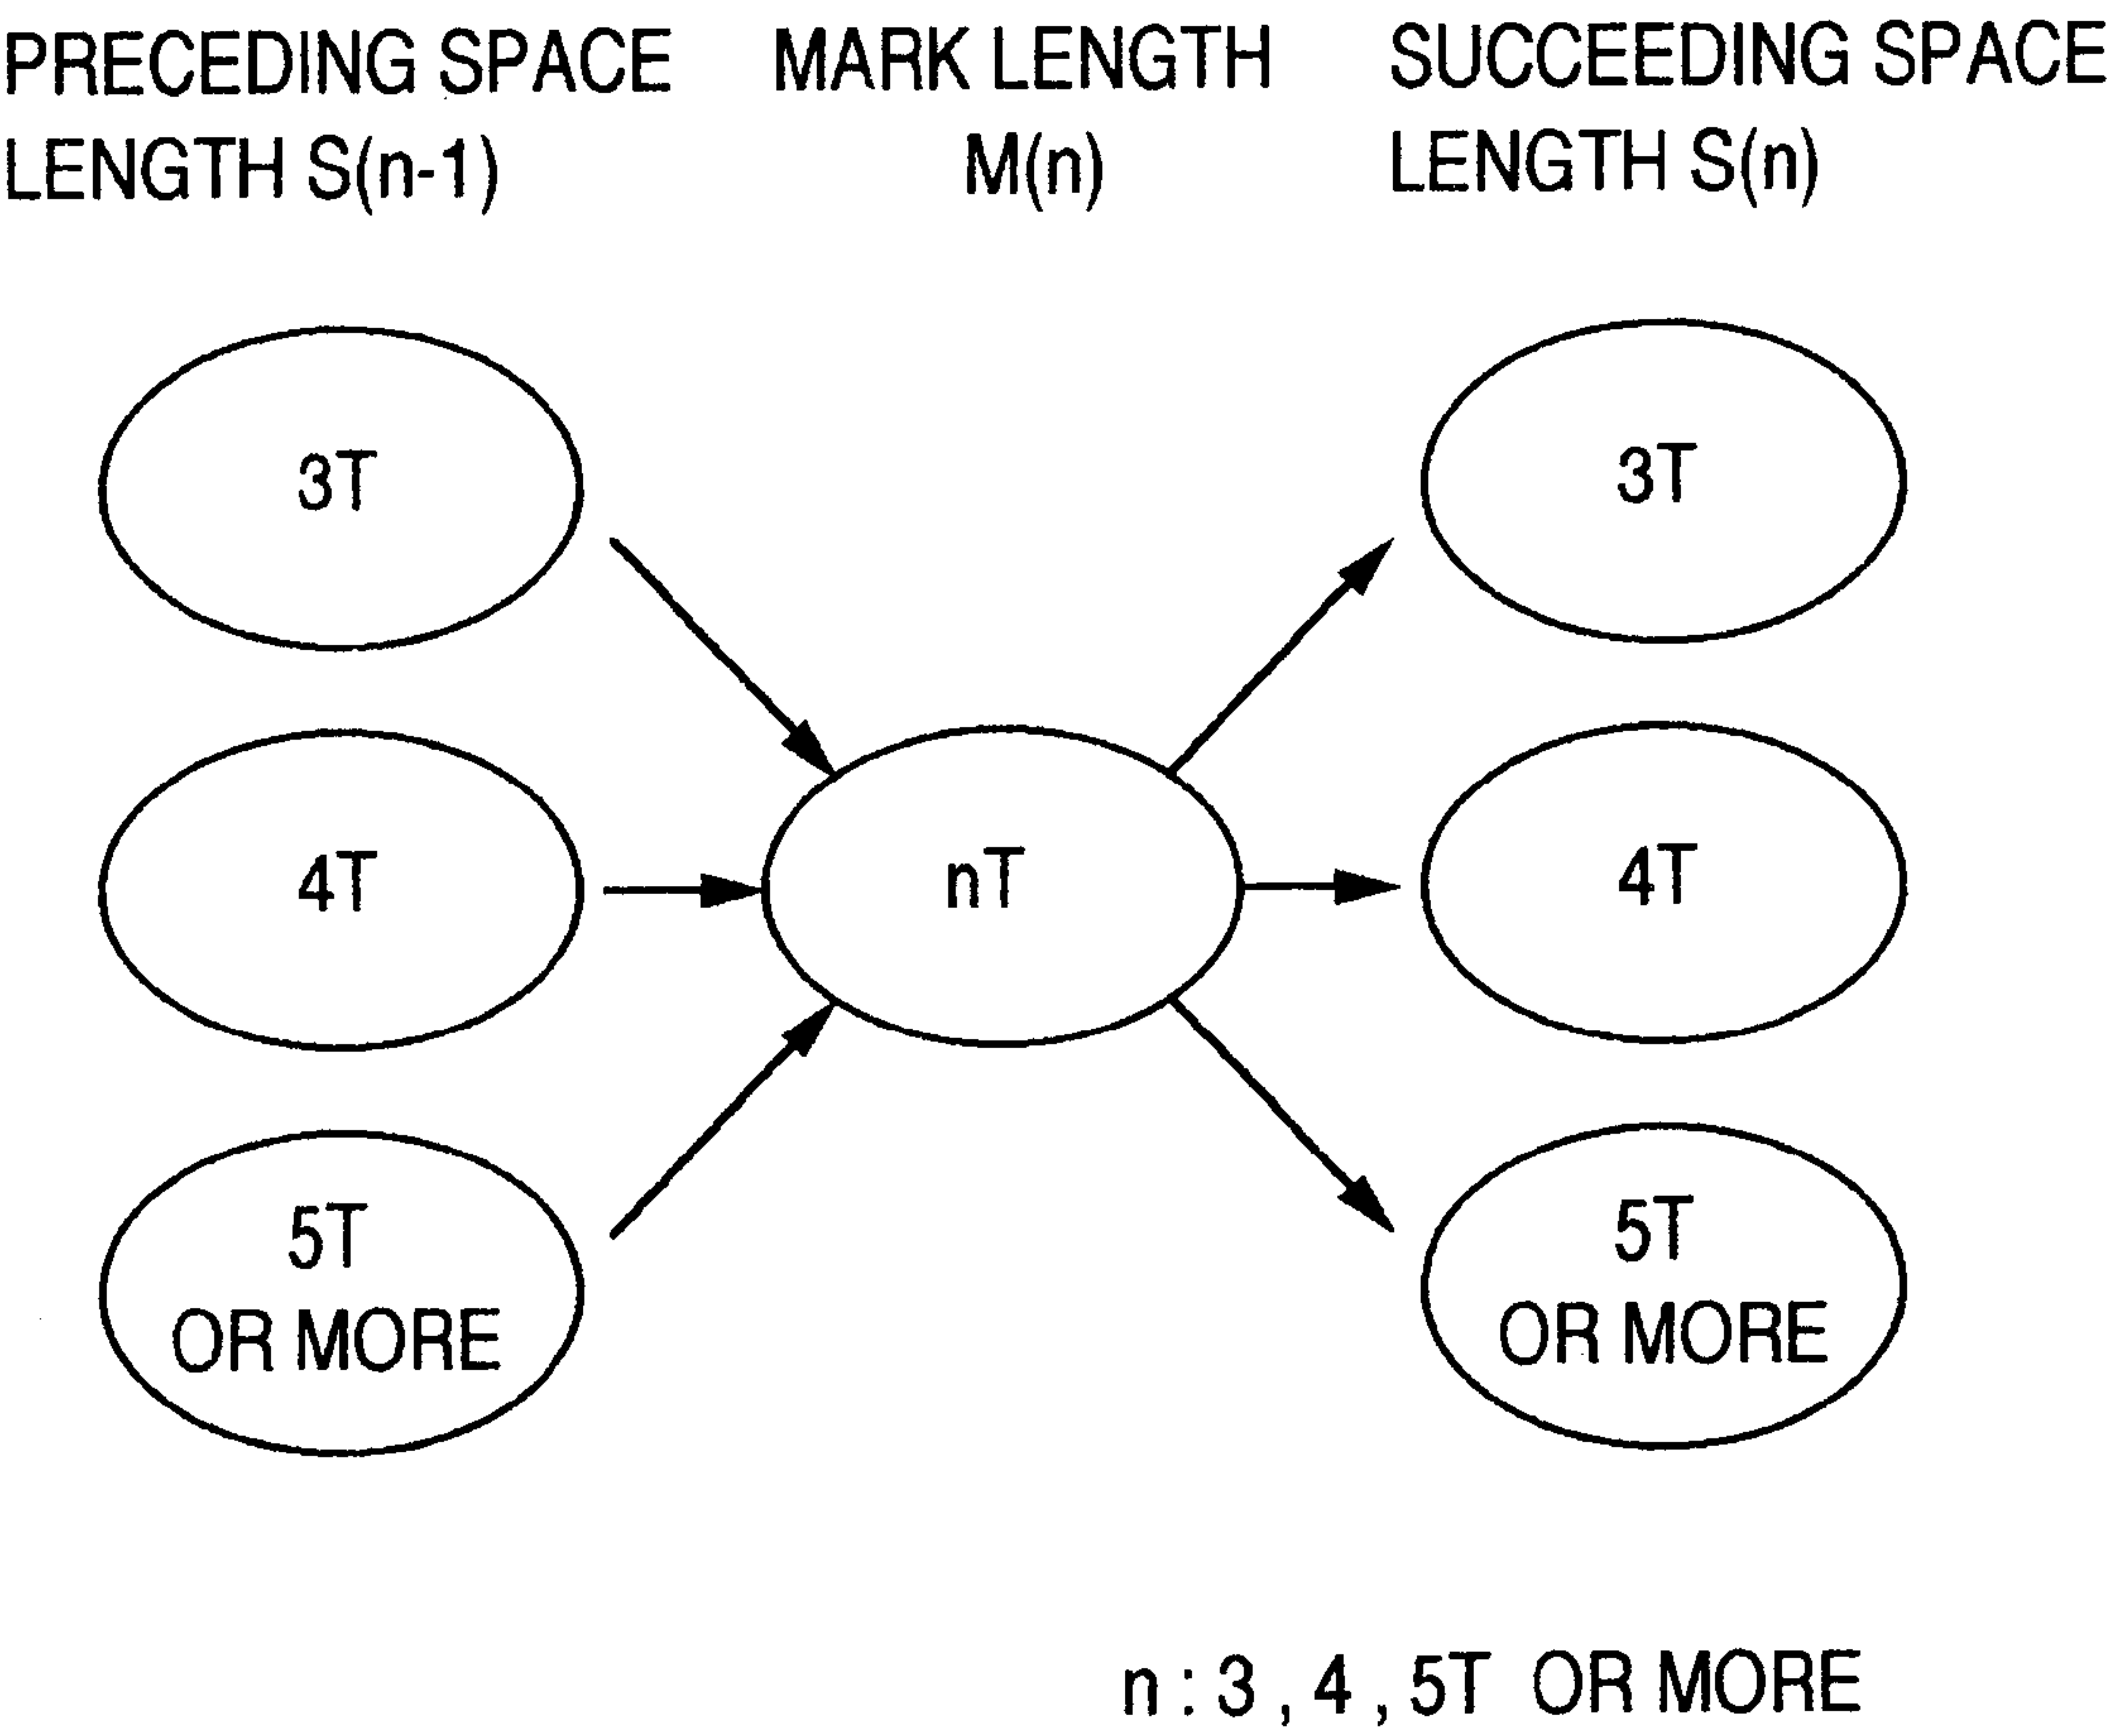 PRECEDING SPACE
LENGTH S(n-1)
MARK LENGTH
M(n)
SUCCEEDING SPACE
LENGTH S(n)
3T
3T
4T
nT
4T
5T
OR MORE
5T
OR MORE
n : 3 , 4 , 5T OR MORE